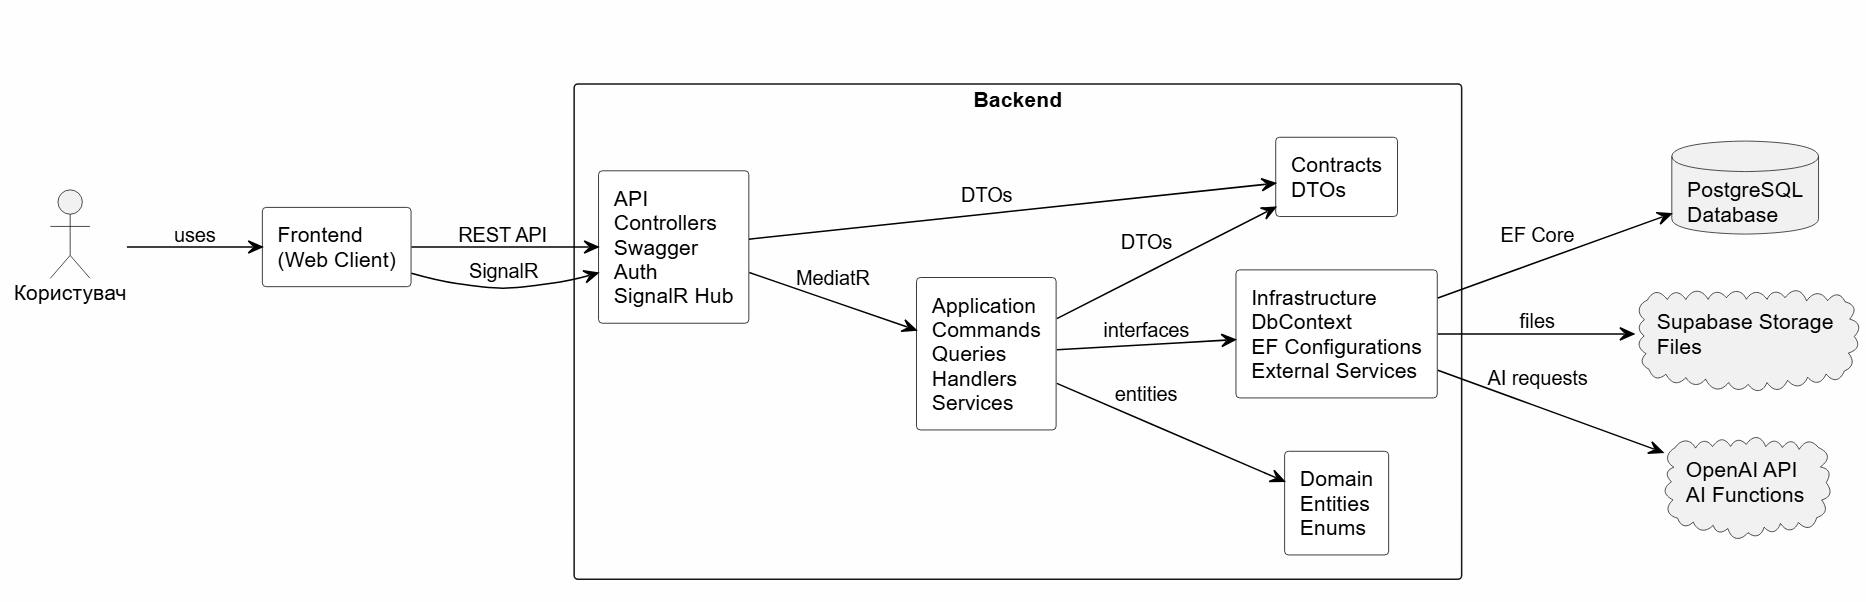 Backend
Користувач
uses
Frontend
(Web Client)
REST API
SignalR
API
Controllers
Swagger
Auth
SignalR Hub
DTOs
MediatR
Application
Commands
Queries
Handlers
Services
DTOs
interfaces
entities
Contracts
DTOs
Infrastructure
DbContext
EF Configurations
External Services
Domain
Entities
Enums
EF Core
files
AI requests
PostgreSQL
Database
Supabase Storage
Files
OpenAI API
AI Functions